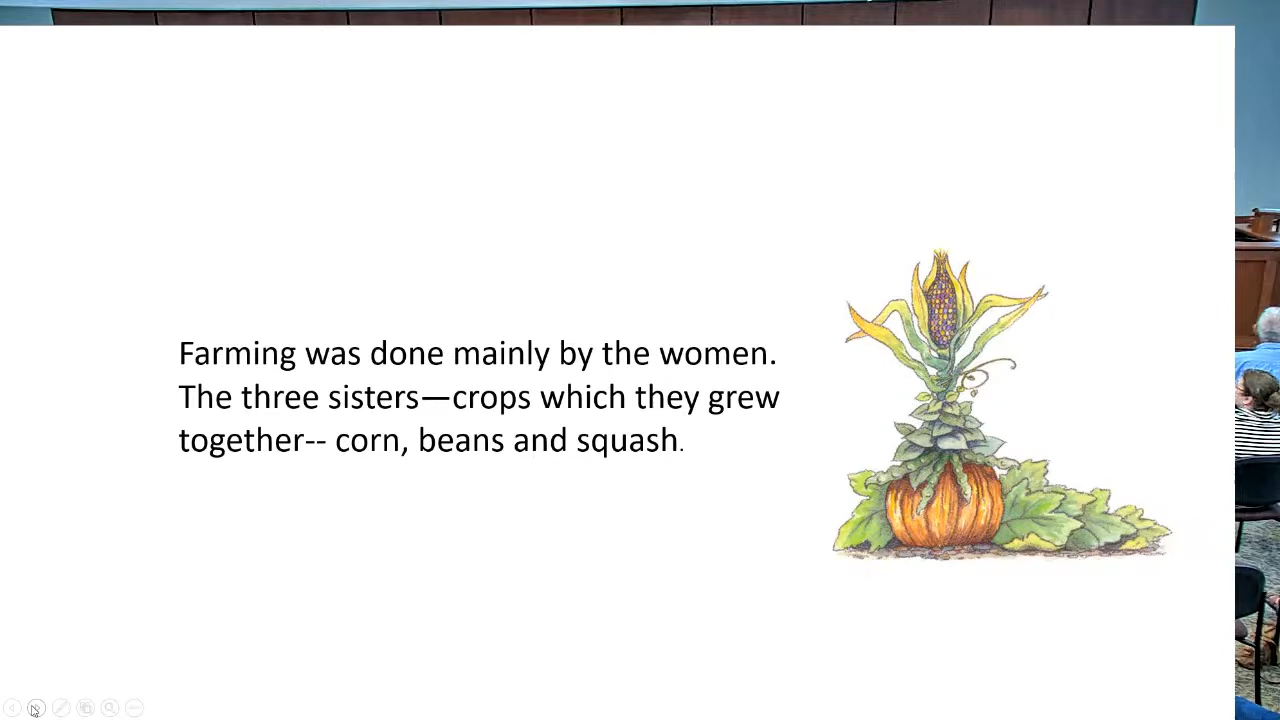 Farming was done mainly by the women.
The three sisters—crops which they grew
together-- corn, beans and squash.